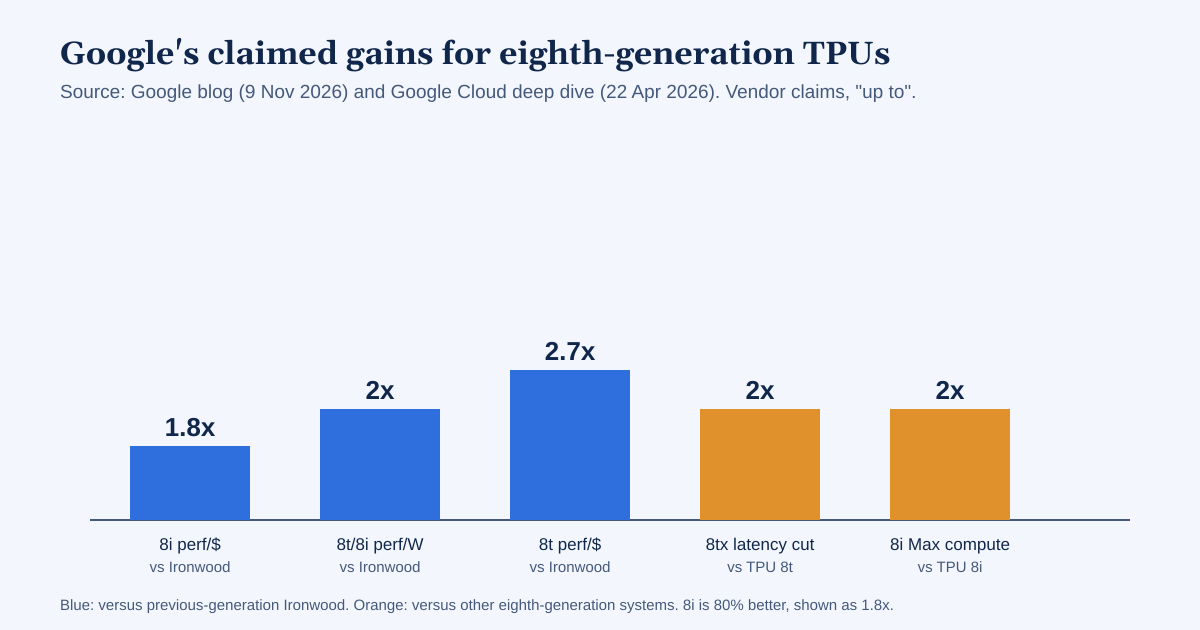 Google's claimed gains for eighth-generation TPUs
Source: Google blog (9 Nov 2026) and Google Cloud deep dive (22 Apr 2026). Vendor claims, "up to".
1.8x
2x
2.7x
2x
2x
8i perf/$
vs Ironwood
8t/8i perf/W
vs Ironwood
8t perf/$
vs Ironwood
8tx latency cut
vs TPU 8t
8i Max compute
vs TPU 8i
Blue: versus previous-generation Ironwood. Orange: versus other eighth-generation systems. 8i is 80% better, shown as 1.8x.